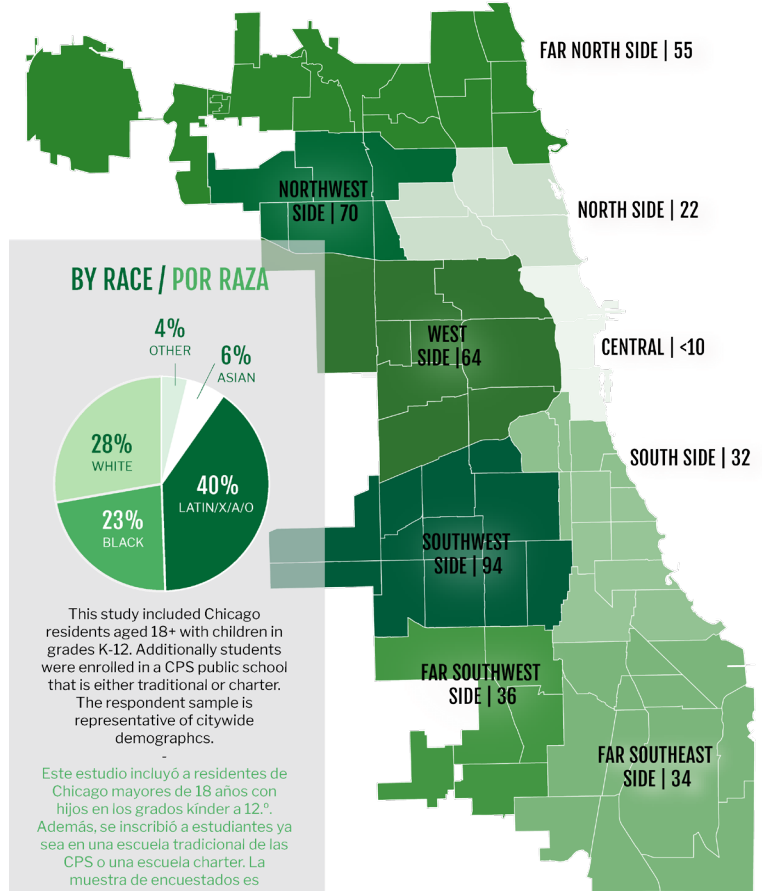 FAR NORTH SIDE | 55
NORTHWEST
SIDE | 70
NORTH SIDE | 22
BY RACE / POR RAZA
4%
OTHER
6%
ASIAN
WEST
SIDE |64
CENTRAL | <10
28%
WHITE
40%
LATIN/X/A/O
23%
BLACK
SOUTH SIDE | 32
SOUTHWEST
SIDE | 94
This study included Chicago
residents aged 18+ with children in
grades K-12. Additionally students
were enrolled in a CPS public school
that is either traditional or charter.
The respondent sample is
representative of citywide
demographcs.
-
FAR SOUTHWEST
SIDE | 36
FAR SOUTHEAST
SIDE | 34
Este estudio incluyó a residentes de
Chicago mayores de 18 años con
hijos en los grados kínder a 12.º.
Además, se inscribió a estudiantes ya
sea en una escuela tradicional de las
CPS o una escuela charter. La
muestra de encuestados es